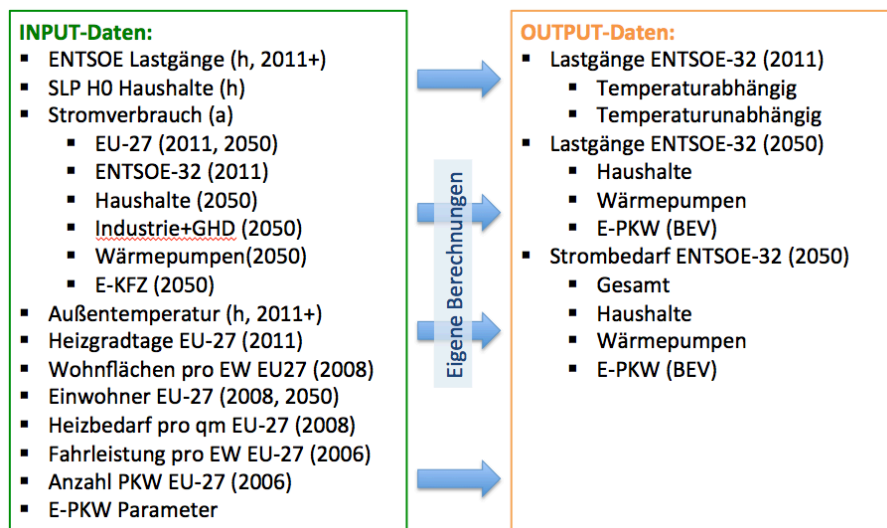 INPUT-Daten:
▪ ENTSOE Lastgänge (h, 2011+)
▪ SLP H0 Haushalte (h)
▪ Stromverbrauch (a)
▪ EU-27 (2011, 2050)
▪ ENTSOE-32 (2011)
▪ Haushalte (2050)
▪ Industrie+GHD (2050)
▪ Wärmepumpen(2050)
▪ E-KFZ (2050)
▪ Außentemperatur (h, 2011+)
▪ Heizgradtage EU-27 (2011)
▪ Wohnflächen pro EW EU27 (2008)
▪ Einwohner EU-27 (2008, 2050)
▪ Heizbedarf pro qm EU-27 (2008)
▪ Fahrleistung pro EW EU-27 (2006)
▪ Anzahl PKW EU-27 (2006)
▪ E-PKW Parameter
Eigene Berechnungen
OUTPUT-Daten:
▪ Lastgänge ENTSOE-32 (2011)
▪ Temperaturabhängig
▪ Temperaturunabhängig
▪ Lastgänge ENTSOE-32 (2050)
▪ Haushalte
▪ Wärmepumpen
▪ E-PKW (BEV)
▪ Strombedarf ENTSOE-32 (2050)
▪ Gesamt
▪ Haushalte
▪ Wärmepumpen
▪ E-PKW (BEV)